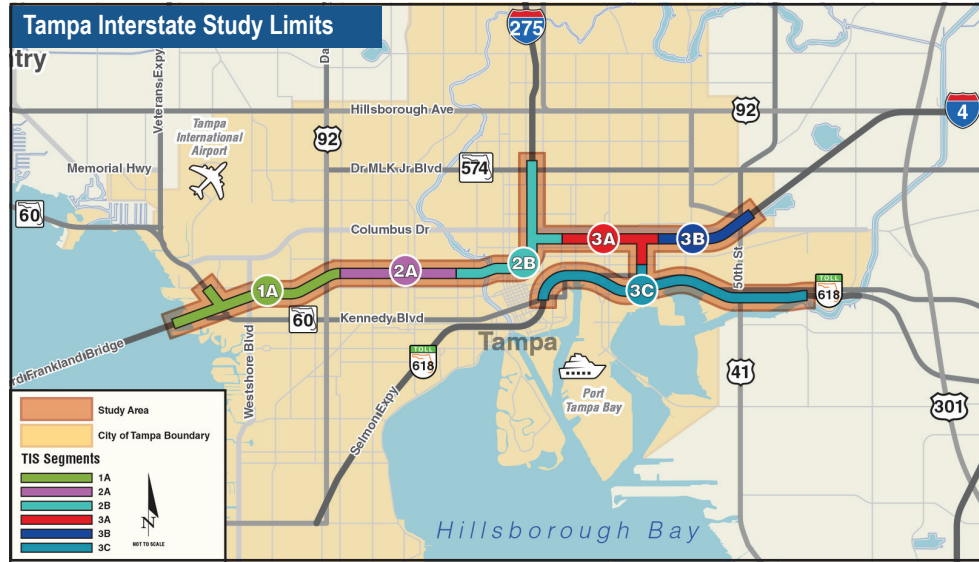 Tampa Interstate Study Limits
275
try
Da
Veterans Expy
Hillsborough Ave
92
4
Tampa
International
Airport
92
Memorial Hwy
Dr MLK Jr Blvd
574
60
Columbus Dr
3A
3B
2B
2A
1A
3C
50th St
TOLL
618
60
Kennedy Blvd
rd Frankland Bridge
Westshore Blvd
Tampa
TOLL
618
41
Port
Tampa Bay
301
Selmon Expy
Study Area
City of Tampa Boundary
TIS Segments
1A
2A
2B
3A
3B
3C
N
NOT TO SCALE
Hillsborough Bay